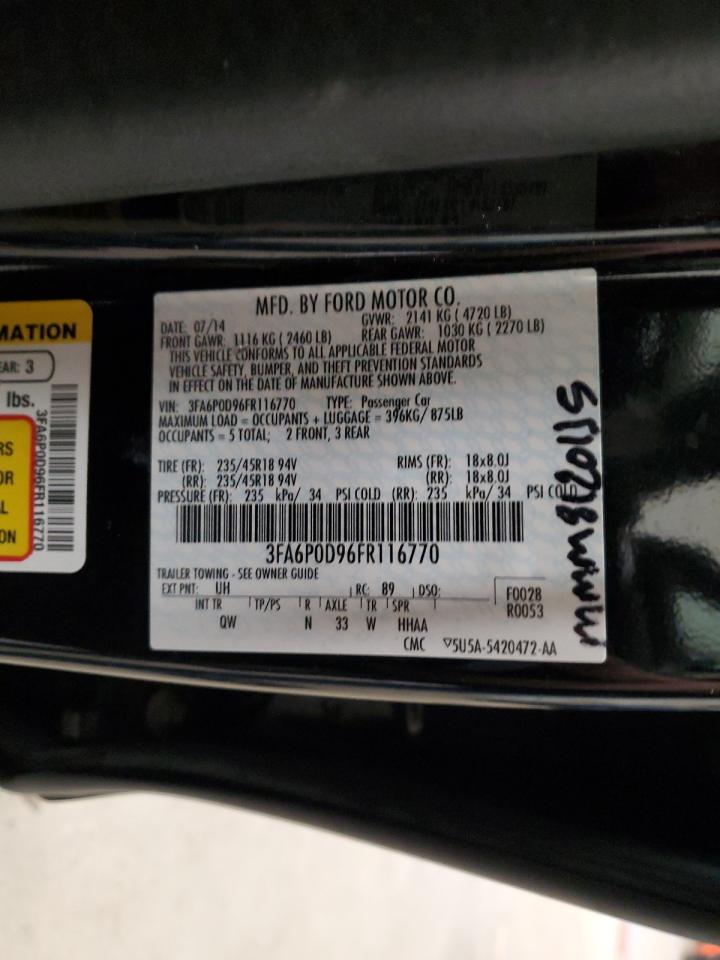 MFD. BY FORD MOTOR CO.
DATE: 07/14 GVWR: 2141 KG ( 4720 LB)
FRONT GAWR: 1116 KG ( 2460 LB) REAR GAWR: 1030 KG ( 2270 LB)
THIS VEHICLE CONFORMS TO ALL APPLICABLE FEDERAL MOTOR
VEHICLE SAFETY, BUMPER, AND THEFT PREVENTION STANDARDS
IN EFFECT ON THE DATE OF MANUFACTURE SHOWN ABOVE.
VIN: 3FA6P0D96FR116770 TYPE: Passenger Car
MAXIMUM LOAD = OCCUPANTS + LUGGAGE = 396KG/ 875LB
OCCUPANTS = 5 TOTAL; 2 FRONT, 3 REAR
TIRE (FR): 235/45R18 94V RIMS (FR): 18x8.0J
(RR): 235/45R18 94V (RR): 18x8.0J
PRESSURE (FR): 235 kPa/ 34 PSI COLD (RR): 235 kPa/ 34 PSI COLD
3FA6P0D96FR116770
TRAILER TOWING - SEE OWNER GUIDE
EXT PNT: UH RC: 89 DSO: F0028
R0053
INT TR TP/PS R AXLE TR SPR
QW N 33 W HHAA
CMC 5U5A-5420472-AA
MATION
EAR: 3
lbs.
RS
OR
AL
ON
3FA6P0D96FR116770